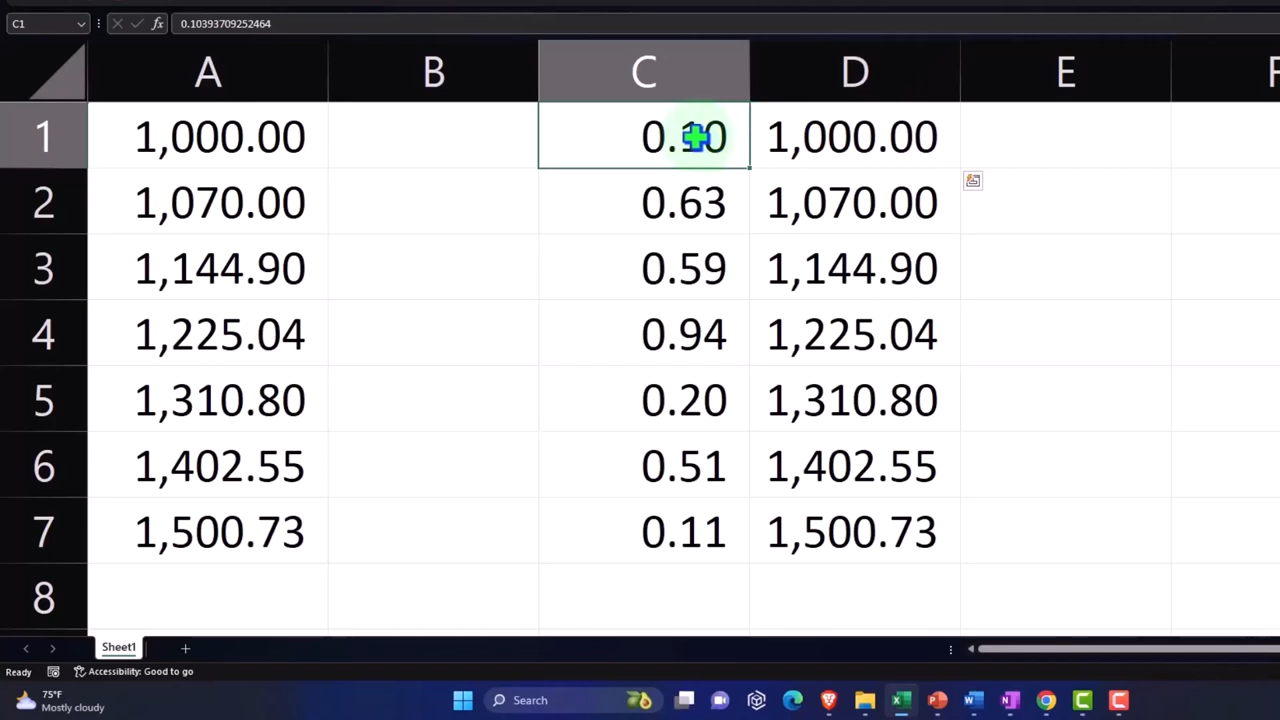 C1 fx 0.10393709252464
A B C D E F
1 1,000.00 0.10 1,000.00
2 1,070.00 0.63 1,070.00
3 1,144.90 0.59 1,144.90
4 1,225.04 0.94 1,225.04
5 1,310.80 0.20 1,310.80
6 1,402.55 0.51 1,402.55
7 1,500.73 0.11 1,500.73
8
Sheet1
Ready Accessibility: Good to go
75°F
Mostly cloudy
Search